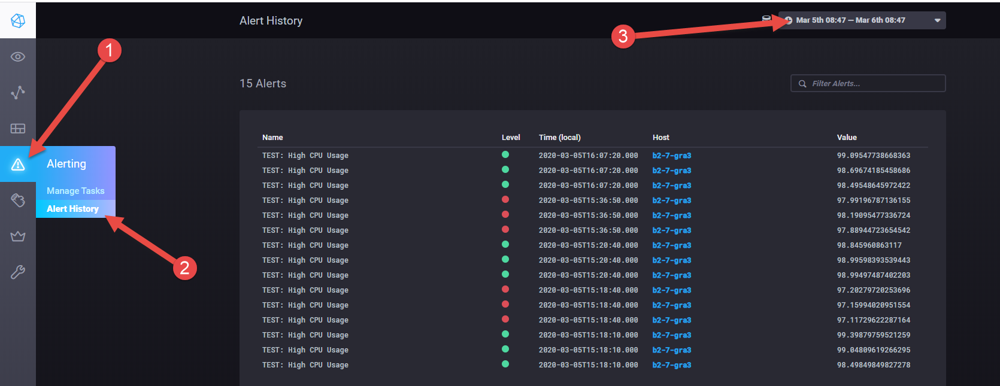 Alert History
3
Mar 5th 08:47 — Mar 6th 08:47
1
15 Alerts
Filter Alerts...
Alerting
Manage Tasks
Alert History
2
Name Level Time (local) Host Value
TEST: High CPU Usage 2020-03-05T16:07:20.000 b2-7-gra3 99.09547738668363
TEST: High CPU Usage 2020-03-05T16:07:20.000 b2-7-gra3 98.69674185458686
TEST: High CPU Usage 2020-03-05T16:07:20.000 b2-7-gra3 98.49548645972422
TEST: High CPU Usage 2020-03-05T15:36:50.000 b2-7-gra3 97.99196787136155
TEST: High CPU Usage 2020-03-05T15:36:50.000 b2-7-gra3 98.19095477336724
TEST: High CPU Usage 2020-03-05T15:36:50.000 b2-7-gra3 97.88944723654542
TEST: High CPU Usage 2020-03-05T15:20:40.000 b2-7-gra3 98.845960863117
TEST: High CPU Usage 2020-03-05T15:20:40.000 b2-7-gra3 98.99598393539443
TEST: High CPU Usage 2020-03-05T15:20:40.000 b2-7-gra3 98.99497487402203
TEST: High CPU Usage 2020-03-05T15:18:40.000 b2-7-gra3 97.20279720253696
TEST: High CPU Usage 2020-03-05T15:18:40.000 b2-7-gra3 97.15994020951554
TEST: High CPU Usage 2020-03-05T15:18:40.000 b2-7-gra3 97.11729622287164
TEST: High CPU Usage 2020-03-05T15:18:10.000 b2-7-gra3 99.39879759521259
TEST: High CPU Usage 2020-03-05T15:18:10.000 b2-7-gra3 99.04809619266295
TEST: High CPU Usage 2020-03-05T15:18:10.000 b2-7-gra3 98.49849849827278